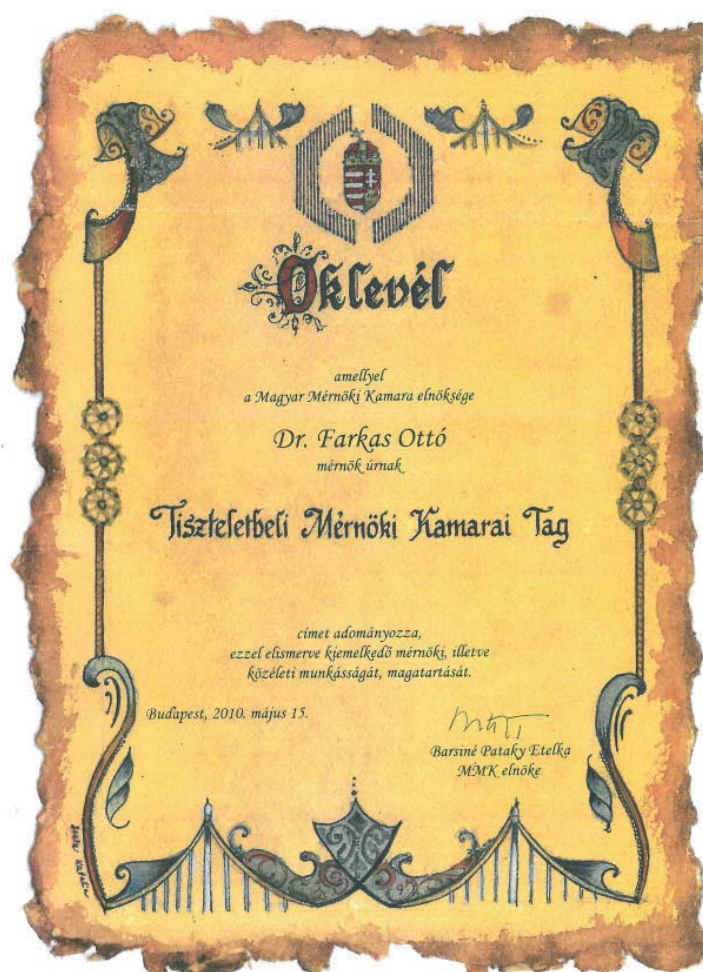 Oklevél
amellyel
a Magyar Mérnöki Kamara elnöksége
Dr. Farkas Ottó
mérnök úrnak
Tiszteletbeli Mérnöki Kamarai Tag
címet adományozza,
ezzel elismerve kiemelkedő mérnöki, illetve
közéleti munkásságát, magatartását.
Budapest, 2010. május 15.
Barsiné Pataky Etelka
MMK elnöke